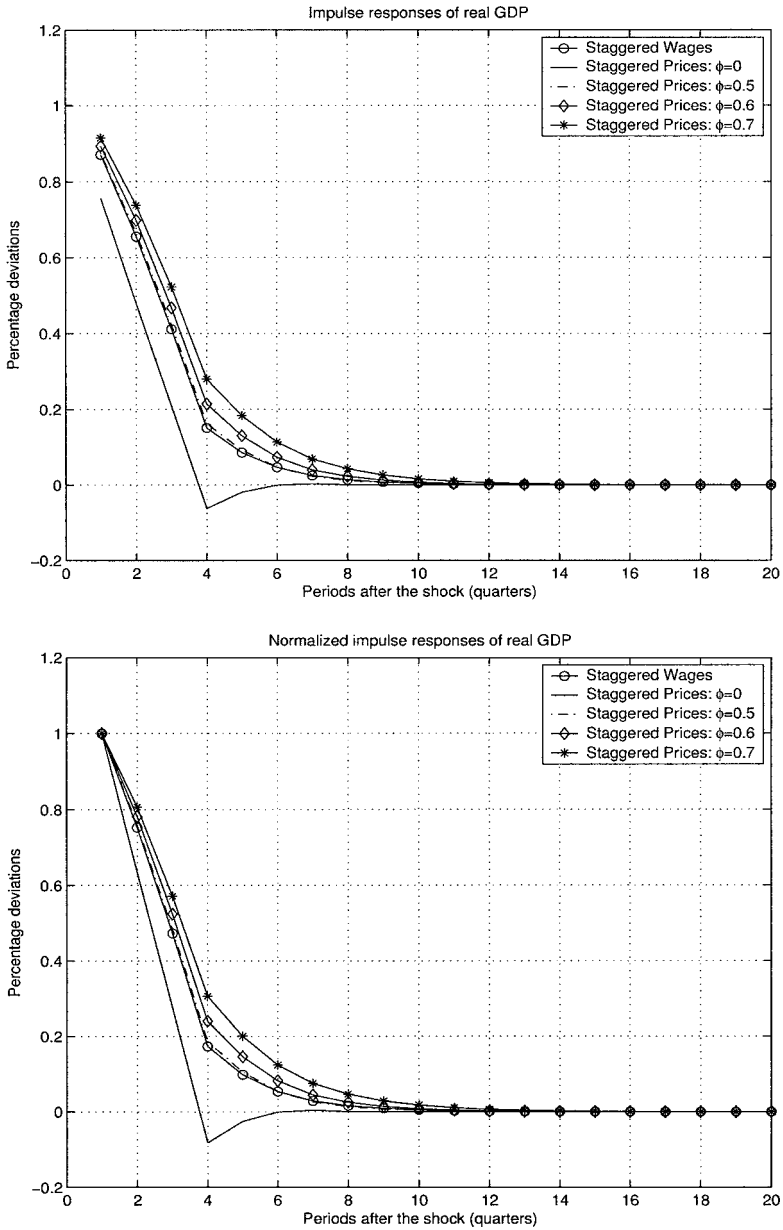 Impulse responses of real GDP
1.2
1
0.8
0.6
0.4
0.2
0
−0.2
Percentage deviations
Staggered Wages
Staggered Prices: ϕ=0
Staggered Prices: ϕ=0.5
Staggered Prices: ϕ=0.6
Staggered Prices: ϕ=0.7
0 2 4 6 8 10 12 14 16 18 20
Periods after the shock (quarters)
Normalized impulse responses of real GDP
1.2
1
0.8
0.6
0.4
0.2
0
−0.2
Percentage deviations
Staggered Wages
Staggered Prices: ϕ=0
Staggered Prices: ϕ=0.5
Staggered Prices: ϕ=0.6
Staggered Prices: ϕ=0.7
0 2 4 6 8 10 12 14 16 18 20
Periods after the shock (quarters)